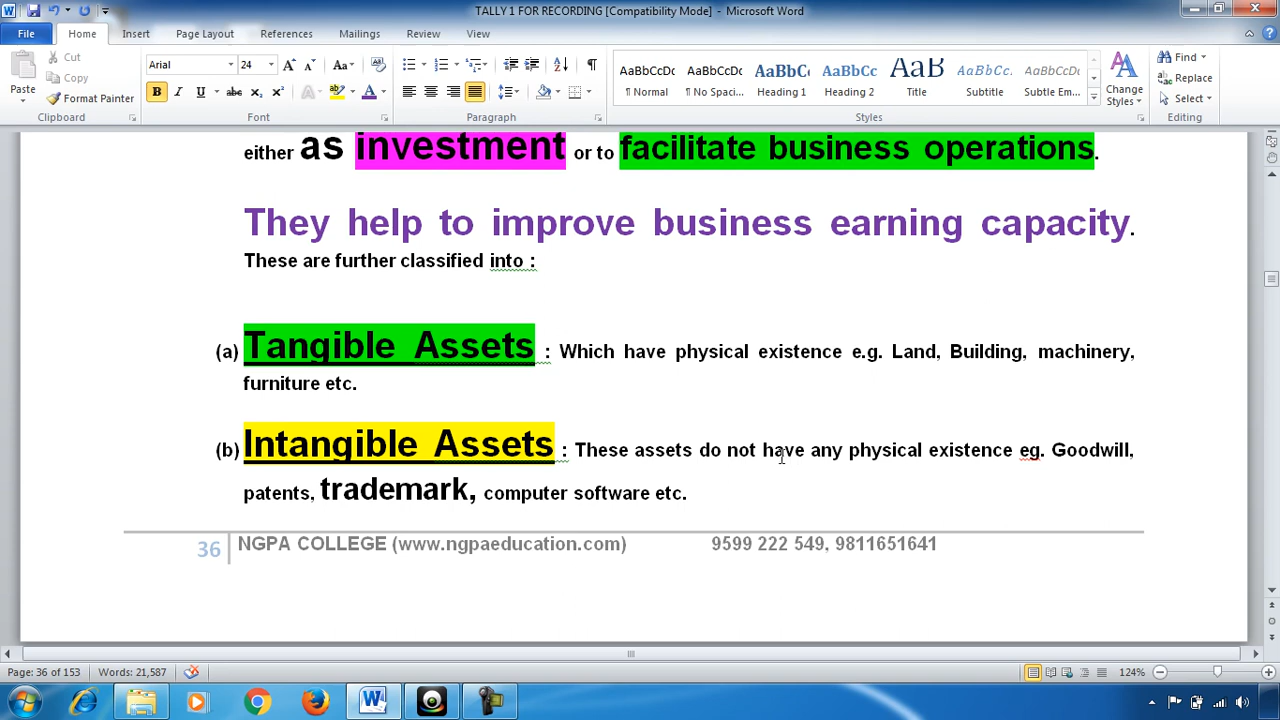 TALLY 1 FOR RECORDING [Compatibility Mode] - Microsoft Word
File Home Insert Page Layout References Mailings Review View
Cut
Copy
Format Painter
Paste
Clipboard
Arial 24
Font
Paragraph
AaBbCcDc AaBbCcDc AaBbCc AaBbCc AaB AaBbCcDc AaBbCcDc
¶ Normal ¶ No Spaci... Heading 1 Heading 2 Title Subtitle Subtle Em...
Change Styles
Styles
Find
Replace
Select
Editing
either as investment or to facilitate business operations.
They help to improve business earning capacity.
These are further classified into :
(a) Tangible Assets : Which have physical existence e.g. Land, Building, machinery,
furniture etc.
(b) Intangible Assets : These assets do not have any physical existence eg. Goodwill,
patents, trademark, computer software etc.
36 NGPA COLLEGE (www.ngpaeducation.com) 9599 222 549, 9811651641
Page: 36 of 153 Words: 21,587 124%
7:40 PM